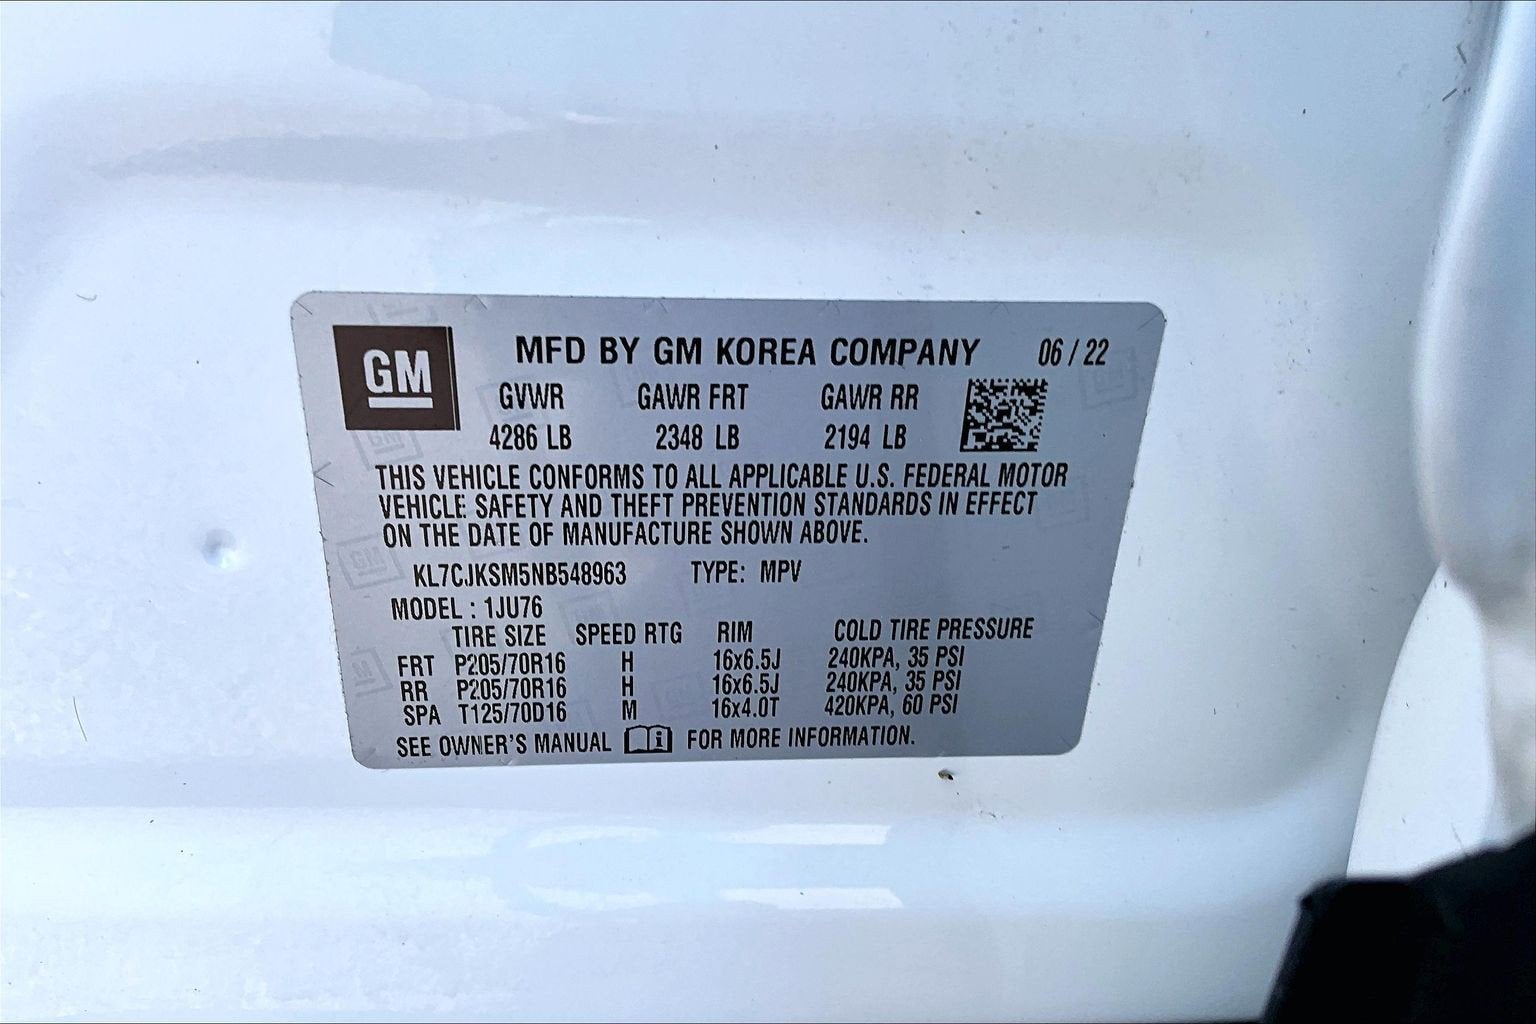 GM
MFD BY GM KOREA COMPANY 06 / 22
GVWR GAWR FRT GAWR RR
4286 LB 2348 LB 2194 LB
THIS VEHICLE CONFORMS TO ALL APPLICABLE U.S. FEDERAL MOTOR
VEHICLE SAFETY AND THEFT PREVENTION STANDARDS IN EFFECT
ON THE DATE OF MANUFACTURE SHOWN ABOVE.
KL7CJKSM5NB548963 TYPE: MPV
MODEL : 1JU76
TIRE SIZE SPEED RTG RIM COLD TIRE PRESSURE
FRT P205/70R16 H 16x6.5J 240KPA, 35 PSI
RR P205/70R16 H 16x6.5J 240KPA, 35 PSI
SPA T125/70D16 M 16x4.0T 420KPA, 60 PSI
SEE OWNER'S MANUAL FOR MORE INFORMATION.